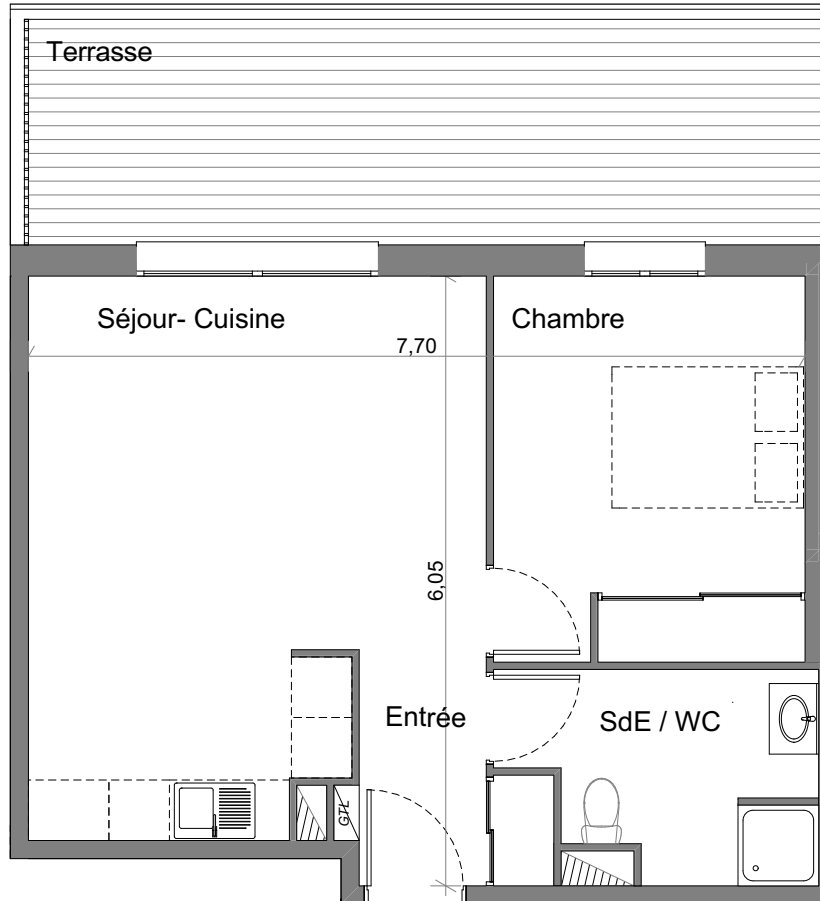 Terrasse
Séjour- Cuisine
Chambre
7,70
6,05
Entrée
SdE / WC
GTL